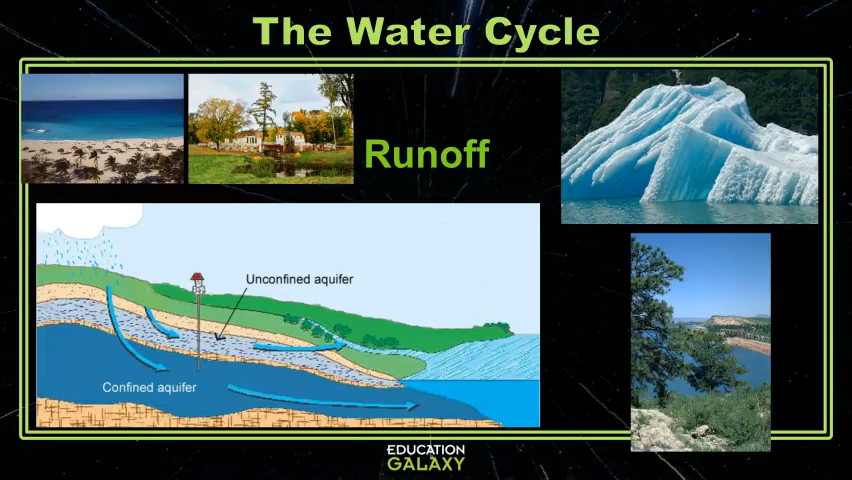 The Water Cycle
Runoff
Unconfined aquifer
Confined aquifer
EDUCATION
GALAXY